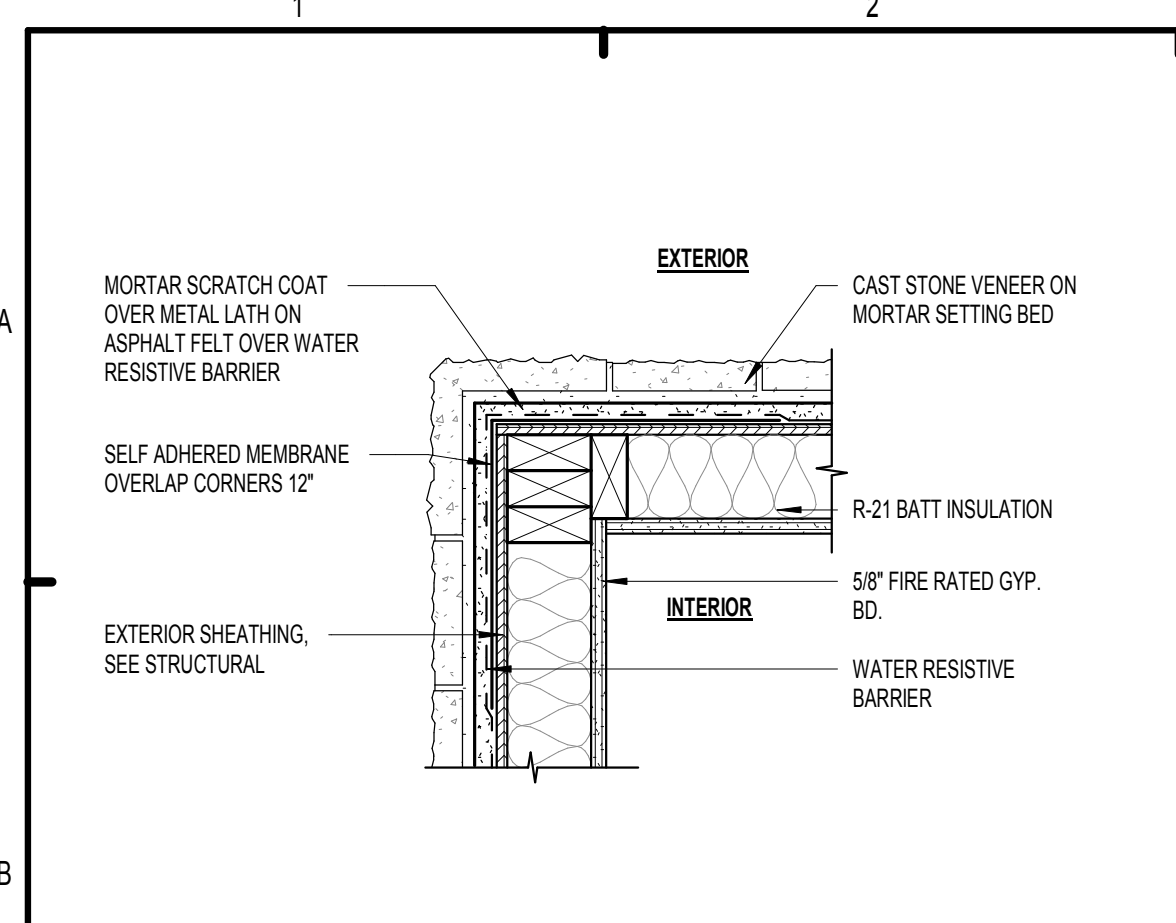 1
2
EXTERIOR
MORTAR SCRATCH COAT
OVER METAL LATH ON
ASPHALT FELT OVER WATER
RESISTIVE BARRIER
CAST STONE VENEER ON
MORTAR SETTING BED
A
SELF ADHERED MEMBRANE
OVERLAP CORNERS 12"
R-21 BATT INSULATION
5/8" FIRE RATED GYP.
BD.
INTERIOR
EXTERIOR SHEATHING,
SEE STRUCTURAL
WATER RESISTIVE
BARRIER
B